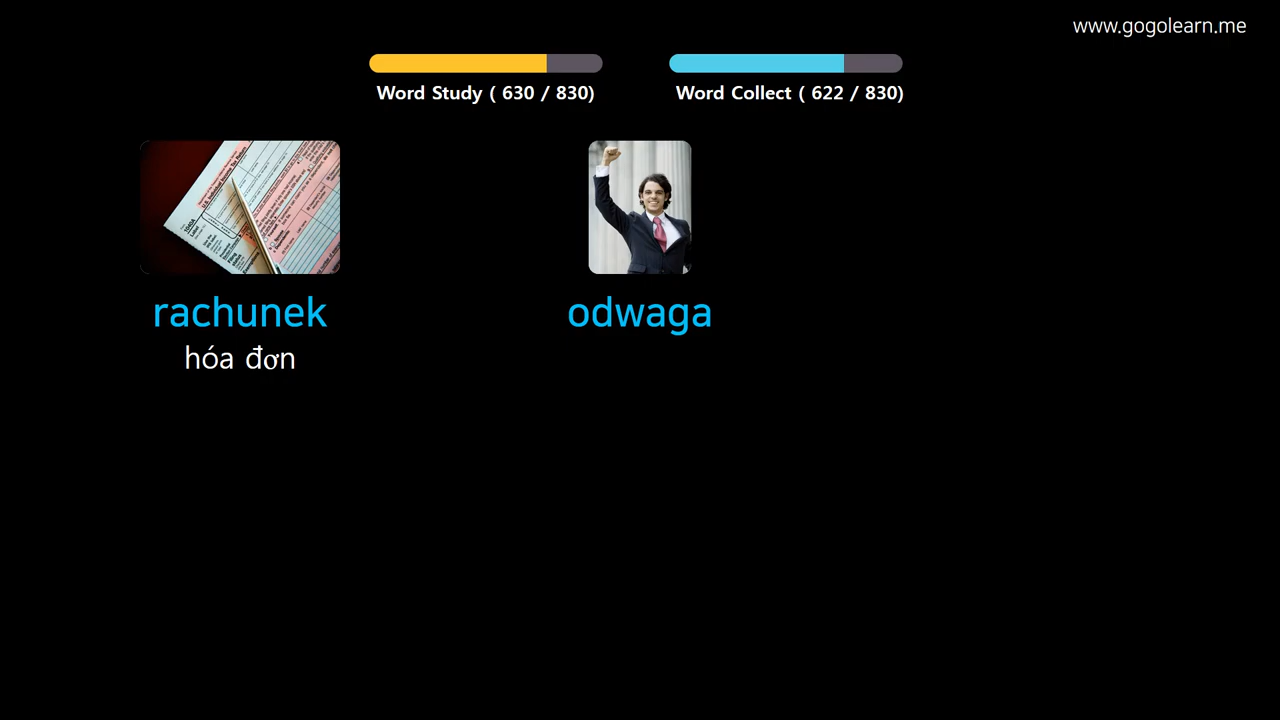 www.gogolearn.me
Word Study ( 630 / 830)
Word Collect ( 622 / 830)
rachunek
hóa đơn
odwaga